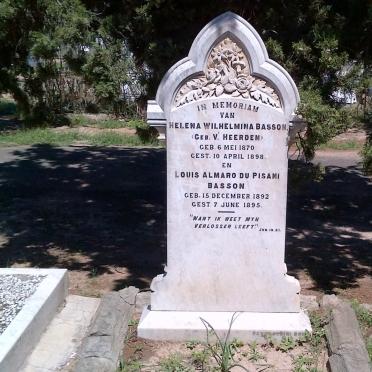 IN MEMORIAM
VAN
HELENA WILHELMINA BASSON
(GEB. V. HEERDEN)
GEB. 6 MEI 1870
GEST. 10 APRIL 1898.
EN
LOUIS ALMARO DU PISANI
BASSON
GEB. 15 DECEMBER 1892
GEST 7 JUNE 1895.
"WANT IK WEET MYN
VERLOSSER LEEFT"